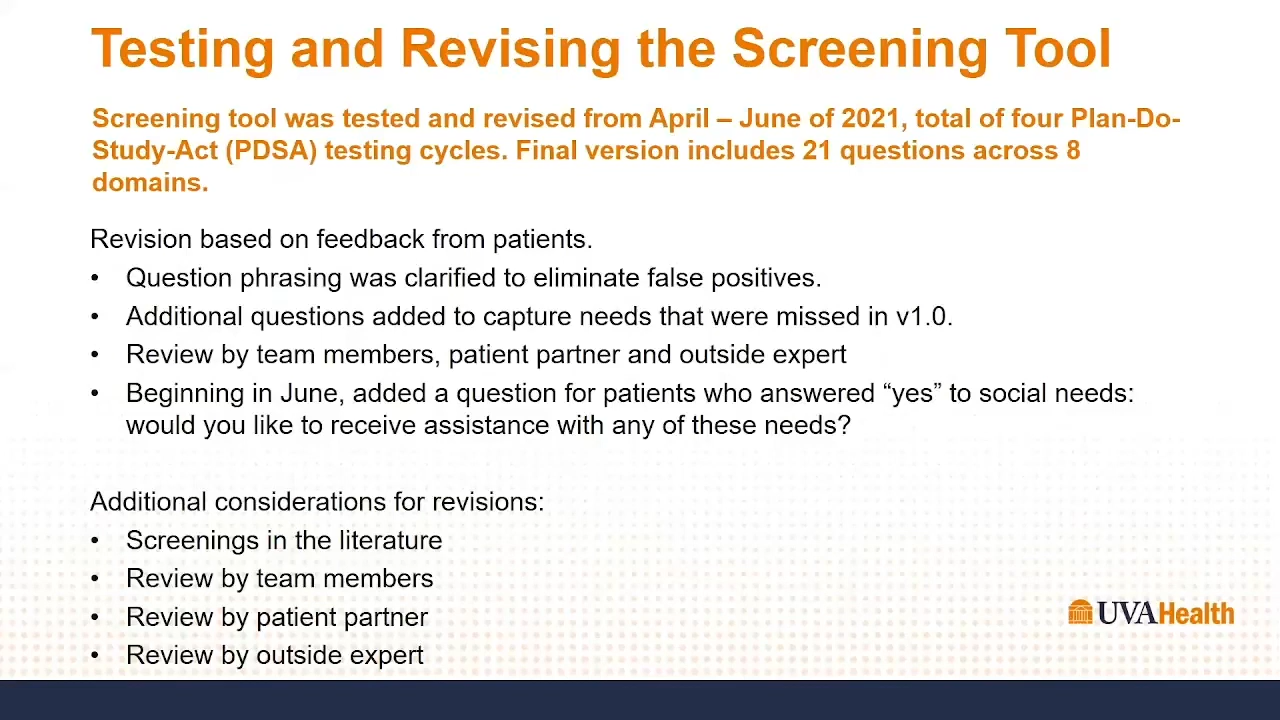 Testing and Revising the Screening Tool
Screening tool was tested and revised from April – June of 2021, total of four Plan-Do-
Study-Act (PDSA) testing cycles. Final version includes 21 questions across 8
domains.
Revision based on feedback from patients.
• Question phrasing was clarified to eliminate false positives.
• Additional questions added to capture needs that were missed in v1.0.
• Review by team members, patient partner and outside expert
• Beginning in June, added a question for patients who answered “yes” to social needs:
would you like to receive assistance with any of these needs?
Additional considerations for revisions:
• Screenings in the literature
• Review by team members
• Review by patient partner
• Review by outside expert
UVAHealth